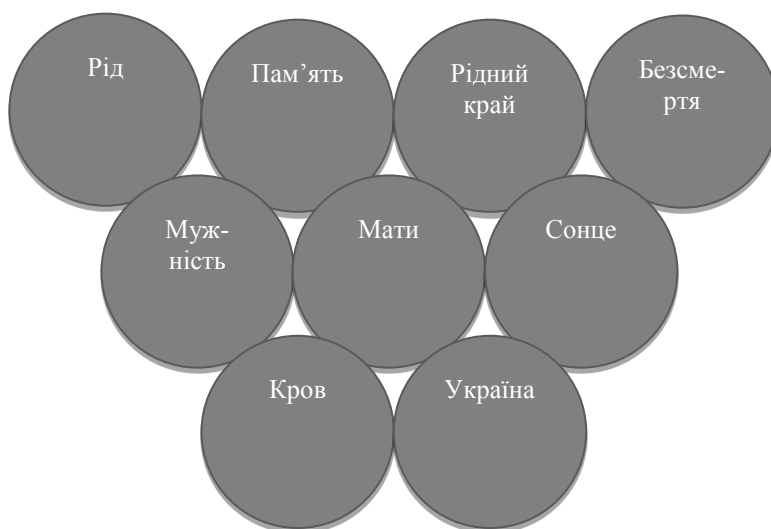 Рід
Пам’ять
Рідний
край
Безсме-
ртя
Муж-
ність
Мати
Сонце
Кров
Україна